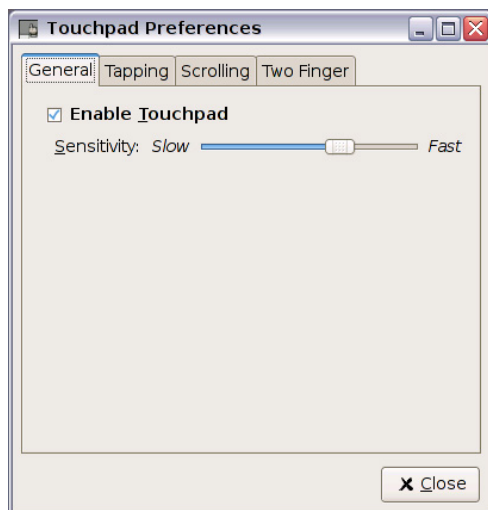 Touchpad Preferences
General Tapping Scrolling Two Finger
Enable Touchpad
Sensitivity: Slow Fast
Close